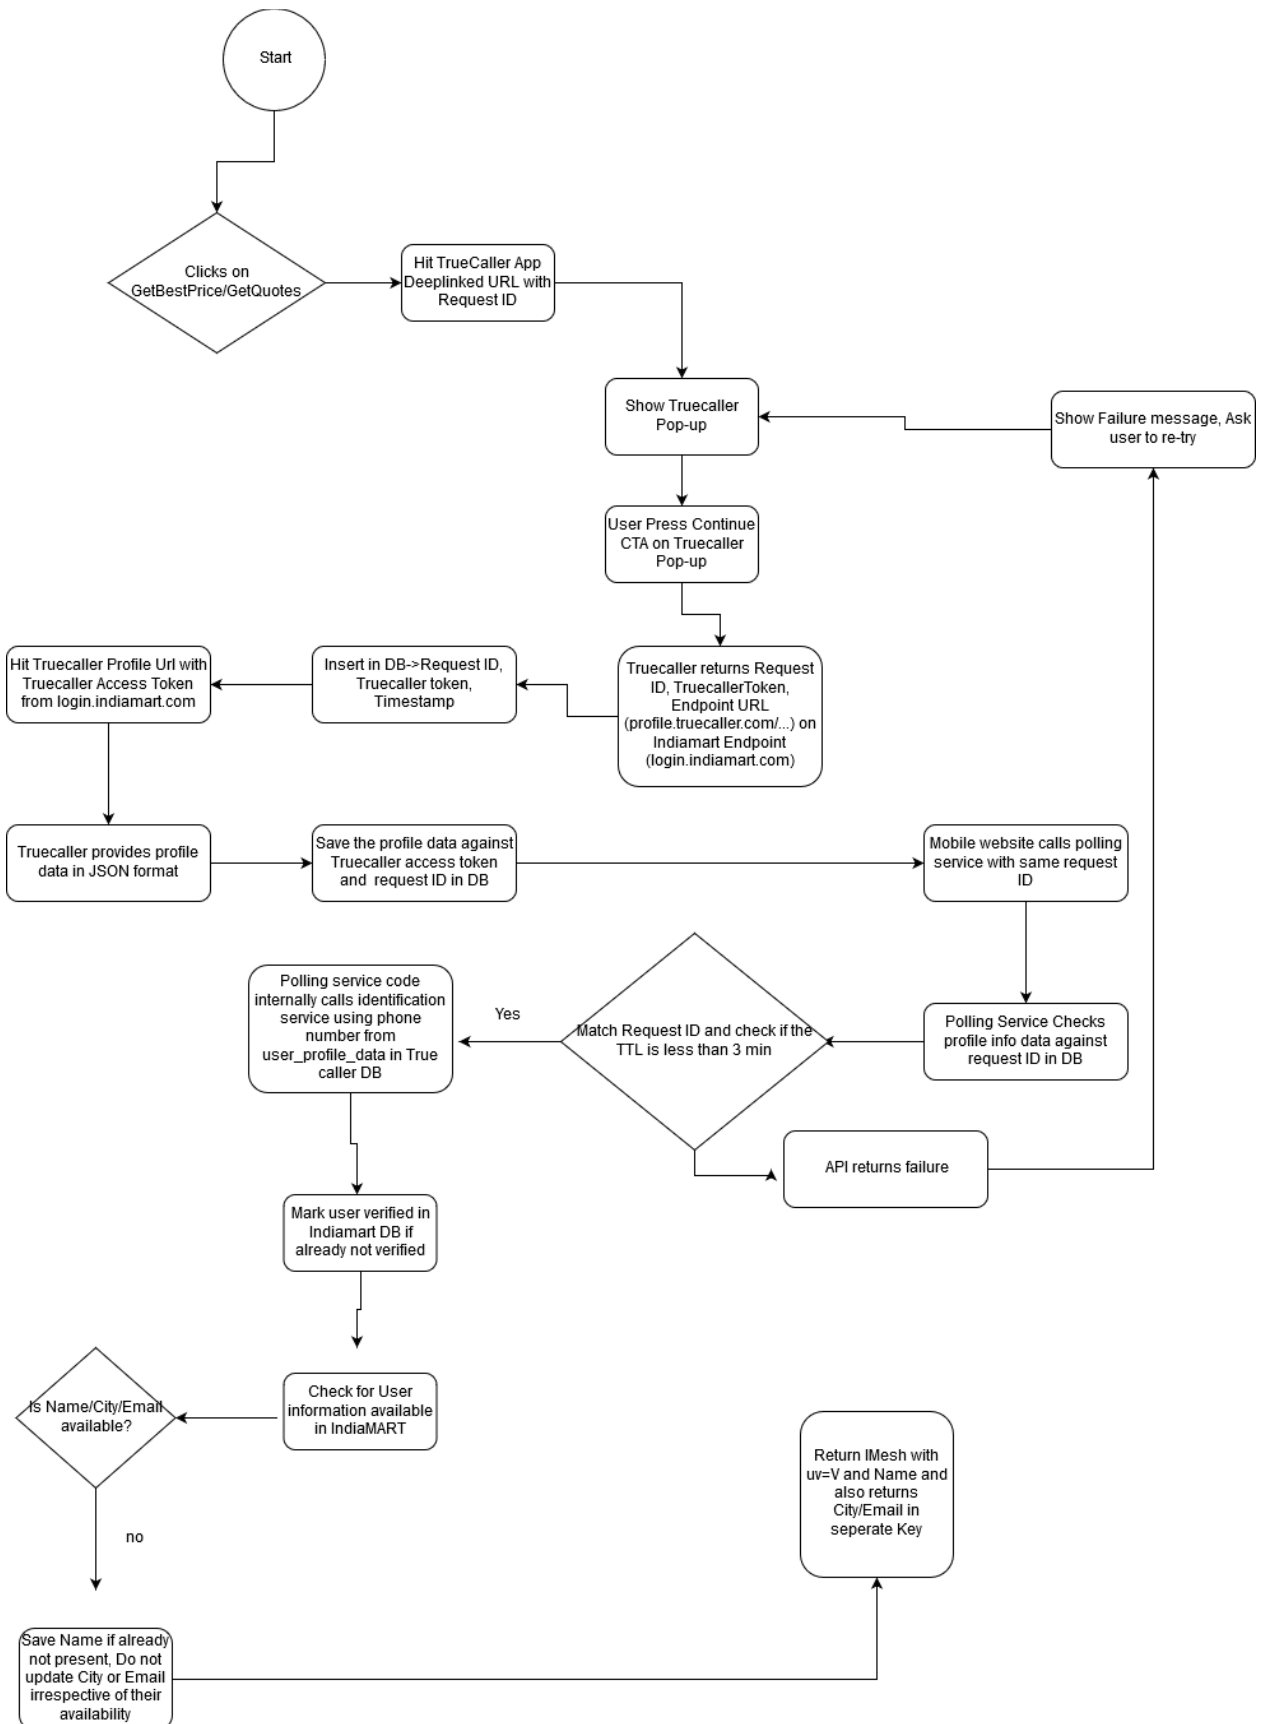 Start
Clicks on
GetBestPrice/GetQuotes
Hit TrueCaller App
Deeplinked URL with
Request ID
Show Truecaller
Pop-up
Show Failure message, Ask
user to re-try
User Press Continue
CTA on Truecaller
Pop-up
Hit Truecaller Profile Url with
Truecaller Access Token
from login.indiamart.com
Insert in DB->Request ID,
Truecaller token,
Timestamp
Truecaller returns Request
ID, TruecallerToken,
Endpoint URL
(profile.truecaller.com/...) on
Indiamart Endpoint
(login.indiamart.com)
Truecaller provides profile
data in JSON format
Save the profile data against
Truecaller access token
and request ID in DB
Mobile website calls polling
service with same request
ID
Polling service code
internally calls identification
service using phone
number from
user_profile_data in True
caller DB
Yes
Match Request ID and check if the
TTL is less than 3 min
Polling Service Checks
profile info data against
request ID in DB
API returns failure
Mark user verified in
Indiamart DB if
already not verified
Is Name/City/Email
available?
Check for User
information available
in IndiaMART
Return IMesh with
uv=V and Name and
also returns
City/Email in
seperate Key
no
Save Name if already
not present, Do not
update City or Email
irrespective of their
availability